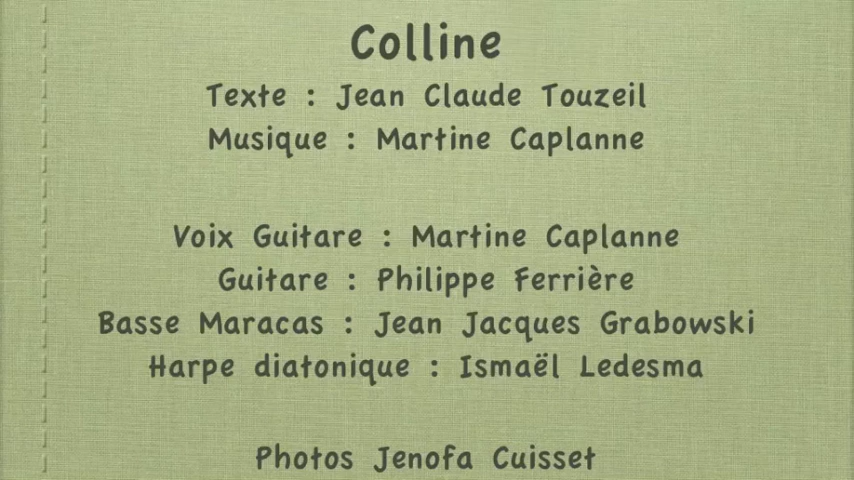 Colline
Texte : Jean Claude Touzeil
Musique : Martine Caplanne
Voix Guitare : Martine Caplanne
Guitare : Philippe Ferrière
Basse Maracas : Jean Jacques Grabowski
Harpe diatonique : Ismaël Ledesma
Photos Jenofa Cuisset